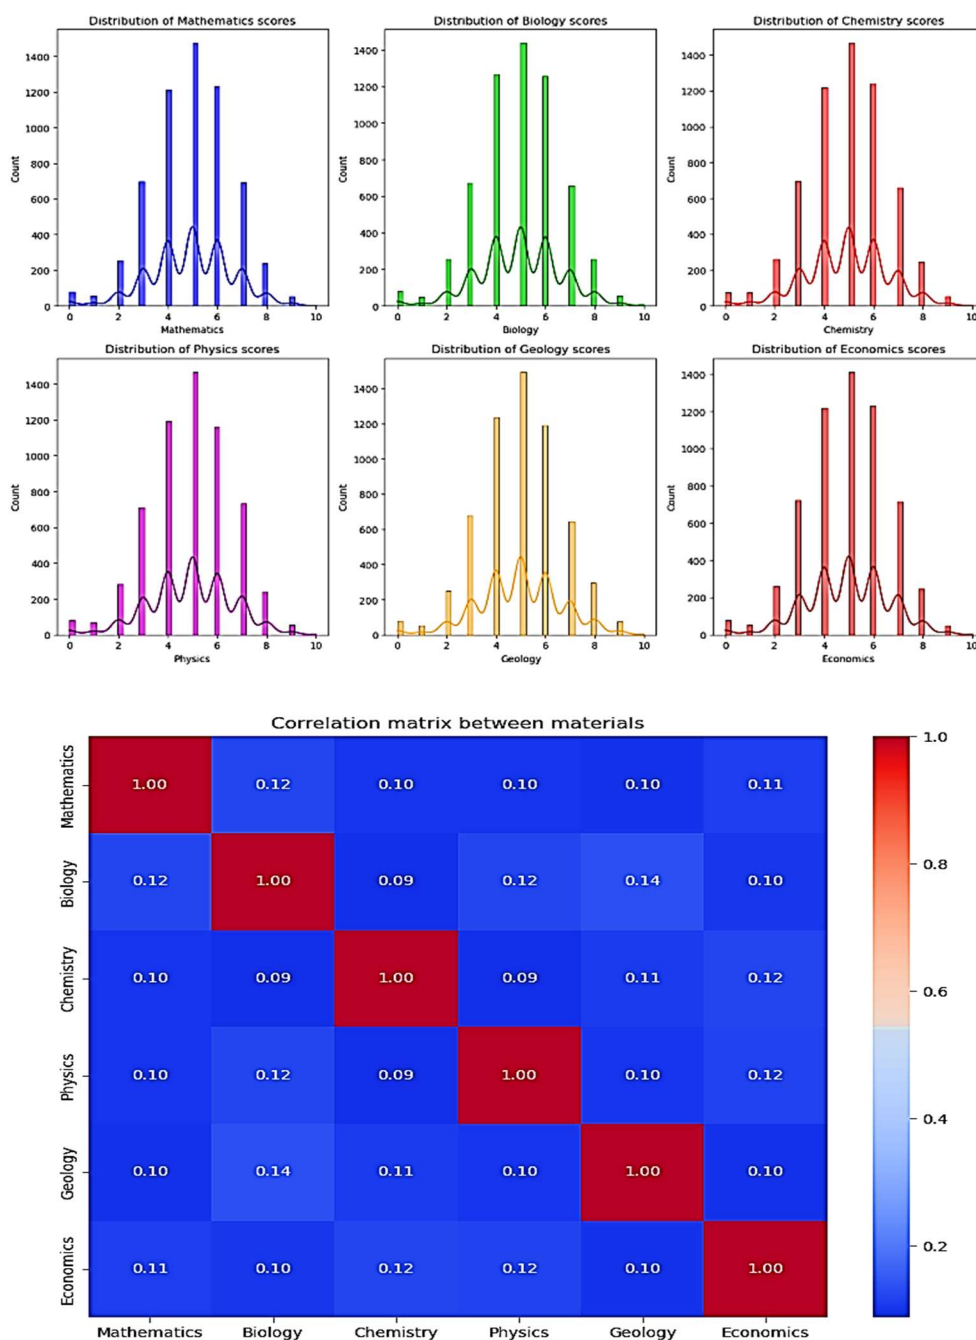 Distribution of Mathematics scores
1400
1200
1000
800
600
400
200
0
Count
0 2 4 6 8 10
Mathematics
Distribution of Biology scores
1400
1200
1000
800
600
400
200
0
Count
0 2 4 6 8 10
Biology
Distribution of Chemistry scores
1400
1200
1000
800
600
400
200
0
Count
0 2 4 6 8 10
Chemistry
Distribution of Physics scores
1400
1200
1000
800
600
400
200
0
Count
0 2 4 6 8 10
Physics
Distribution of Geology scores
1400
1200
1000
800
600
400
200
0
Count
0 2 4 6 8 10
Geology
Distribution of Economics scores
1400
1200
1000
800
600
400
200
0
Count
0 2 4 6 8 10
Economics
Correlation matrix between materials
Mathematics 1.00 0.12 0.10 0.10 0.10 0.11
Biology 0.12 1.00 0.09 0.12 0.14 0.10
Chemistry 0.10 0.09 1.00 0.09 0.11 0.12
Physics 0.10 0.12 0.09 1.00 0.10 0.12
Geology 0.10 0.14 0.11 0.10 1.00 0.10
Economics 0.11 0.10 0.12 0.12 0.10 1.00
Mathematics Biology Chemistry Physics Geology Economics
1.0
0.8
0.6
0.4
0.2